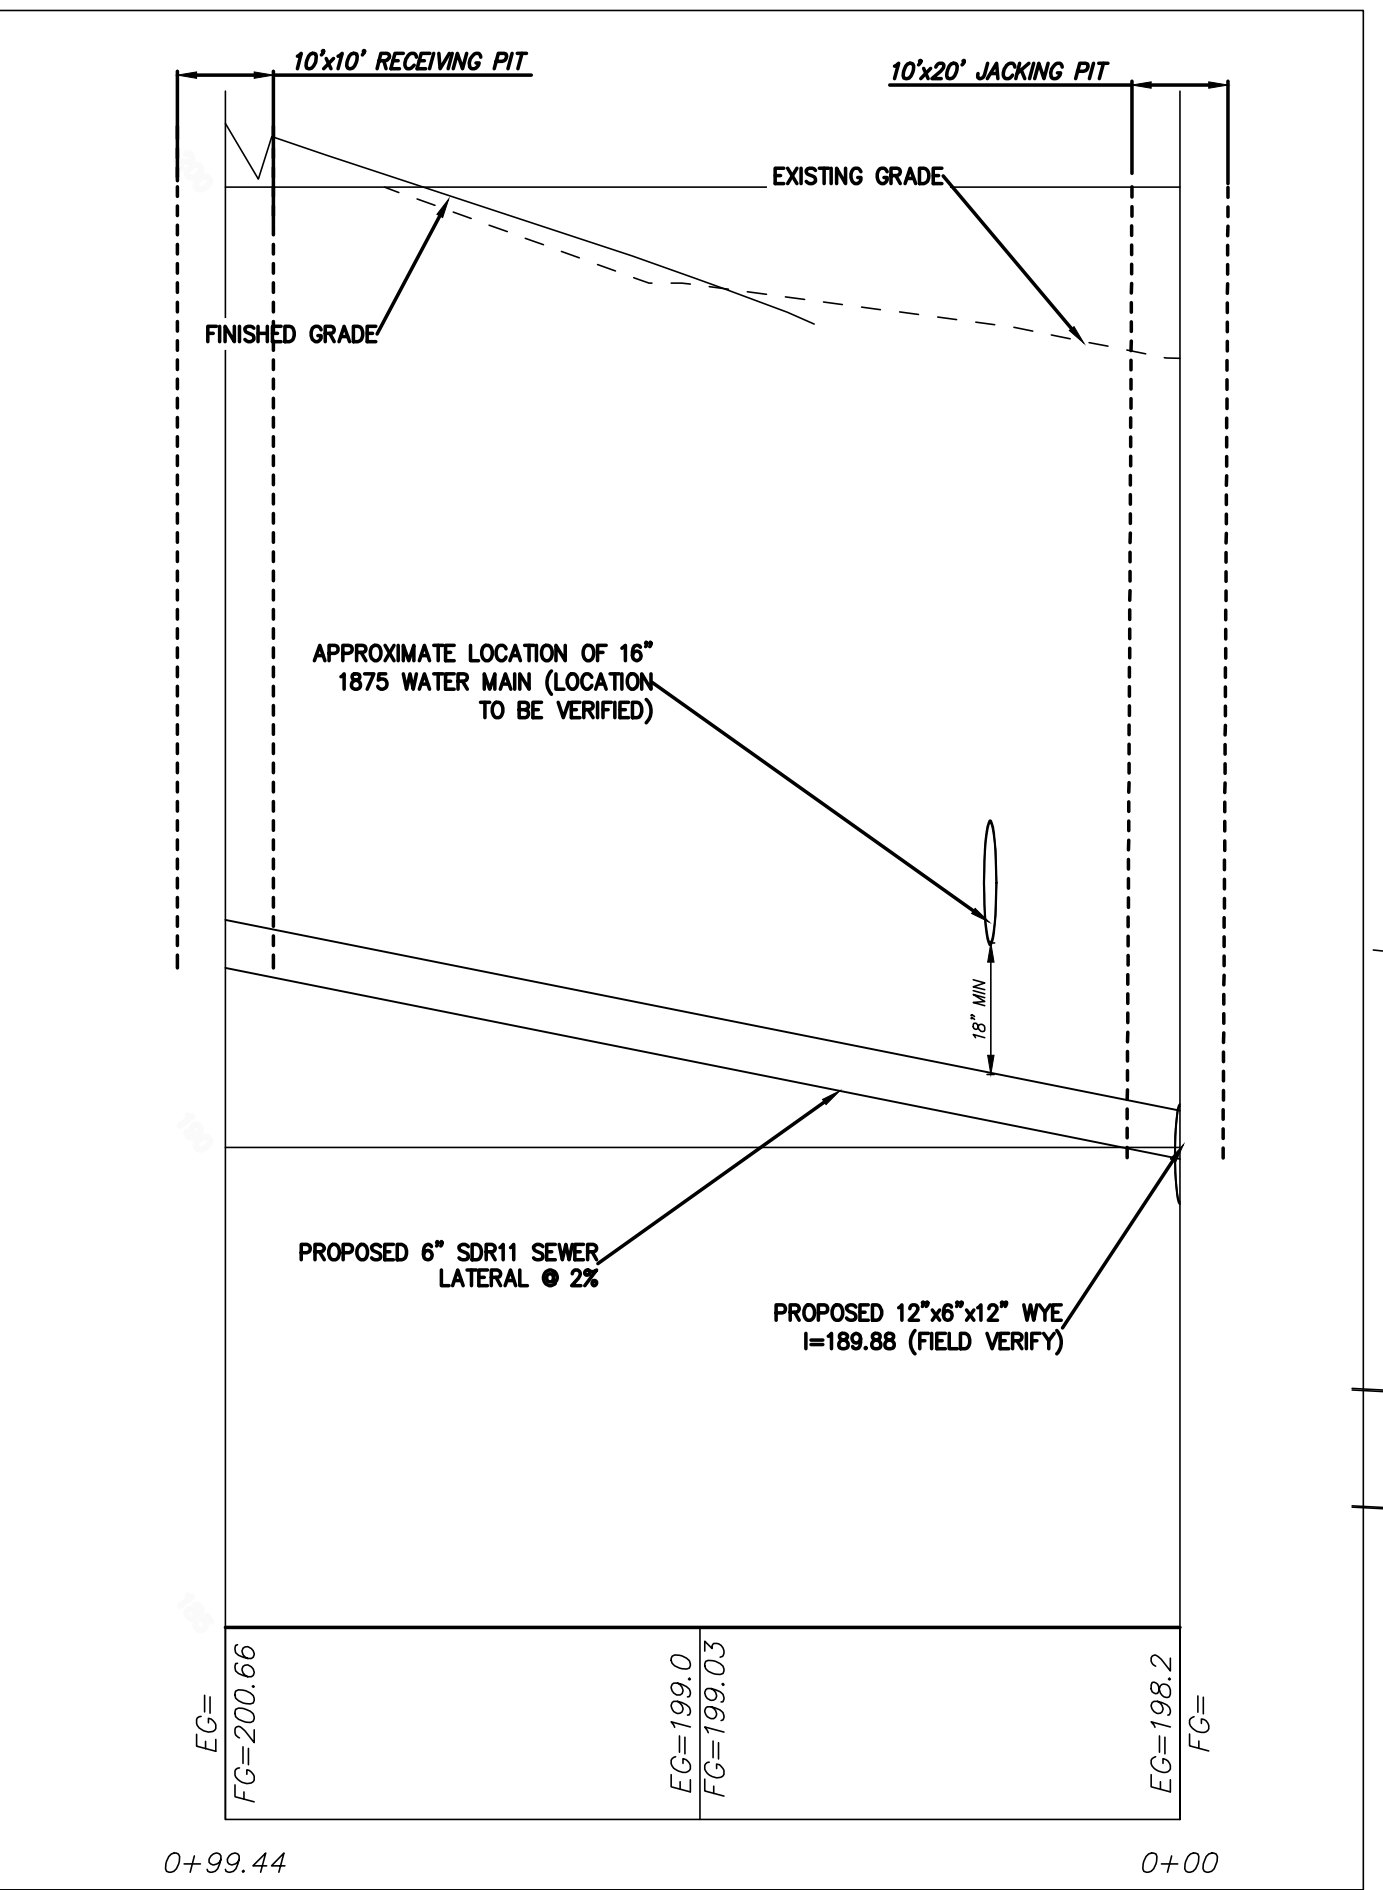 10'x10' RECEIVING PIT
10'x20' JACKING PIT
200
EXISTING GRADE
FINISHED GRADE
APPROXIMATE LOCATION OF 16"
1875 WATER MAIN (LOCATION
TO BE VERIFIED)
18" MIN
190
PROPOSED 6" SDR11 SEWER
LATERAL @ 2%
PROPOSED 12"x6"x12" WYE
I=189.88 (FIELD VERIFY)
EG=
FG=200.66
EG=199.0
FG=199.03
EG=198.2
FG=
0+99.44
0+00